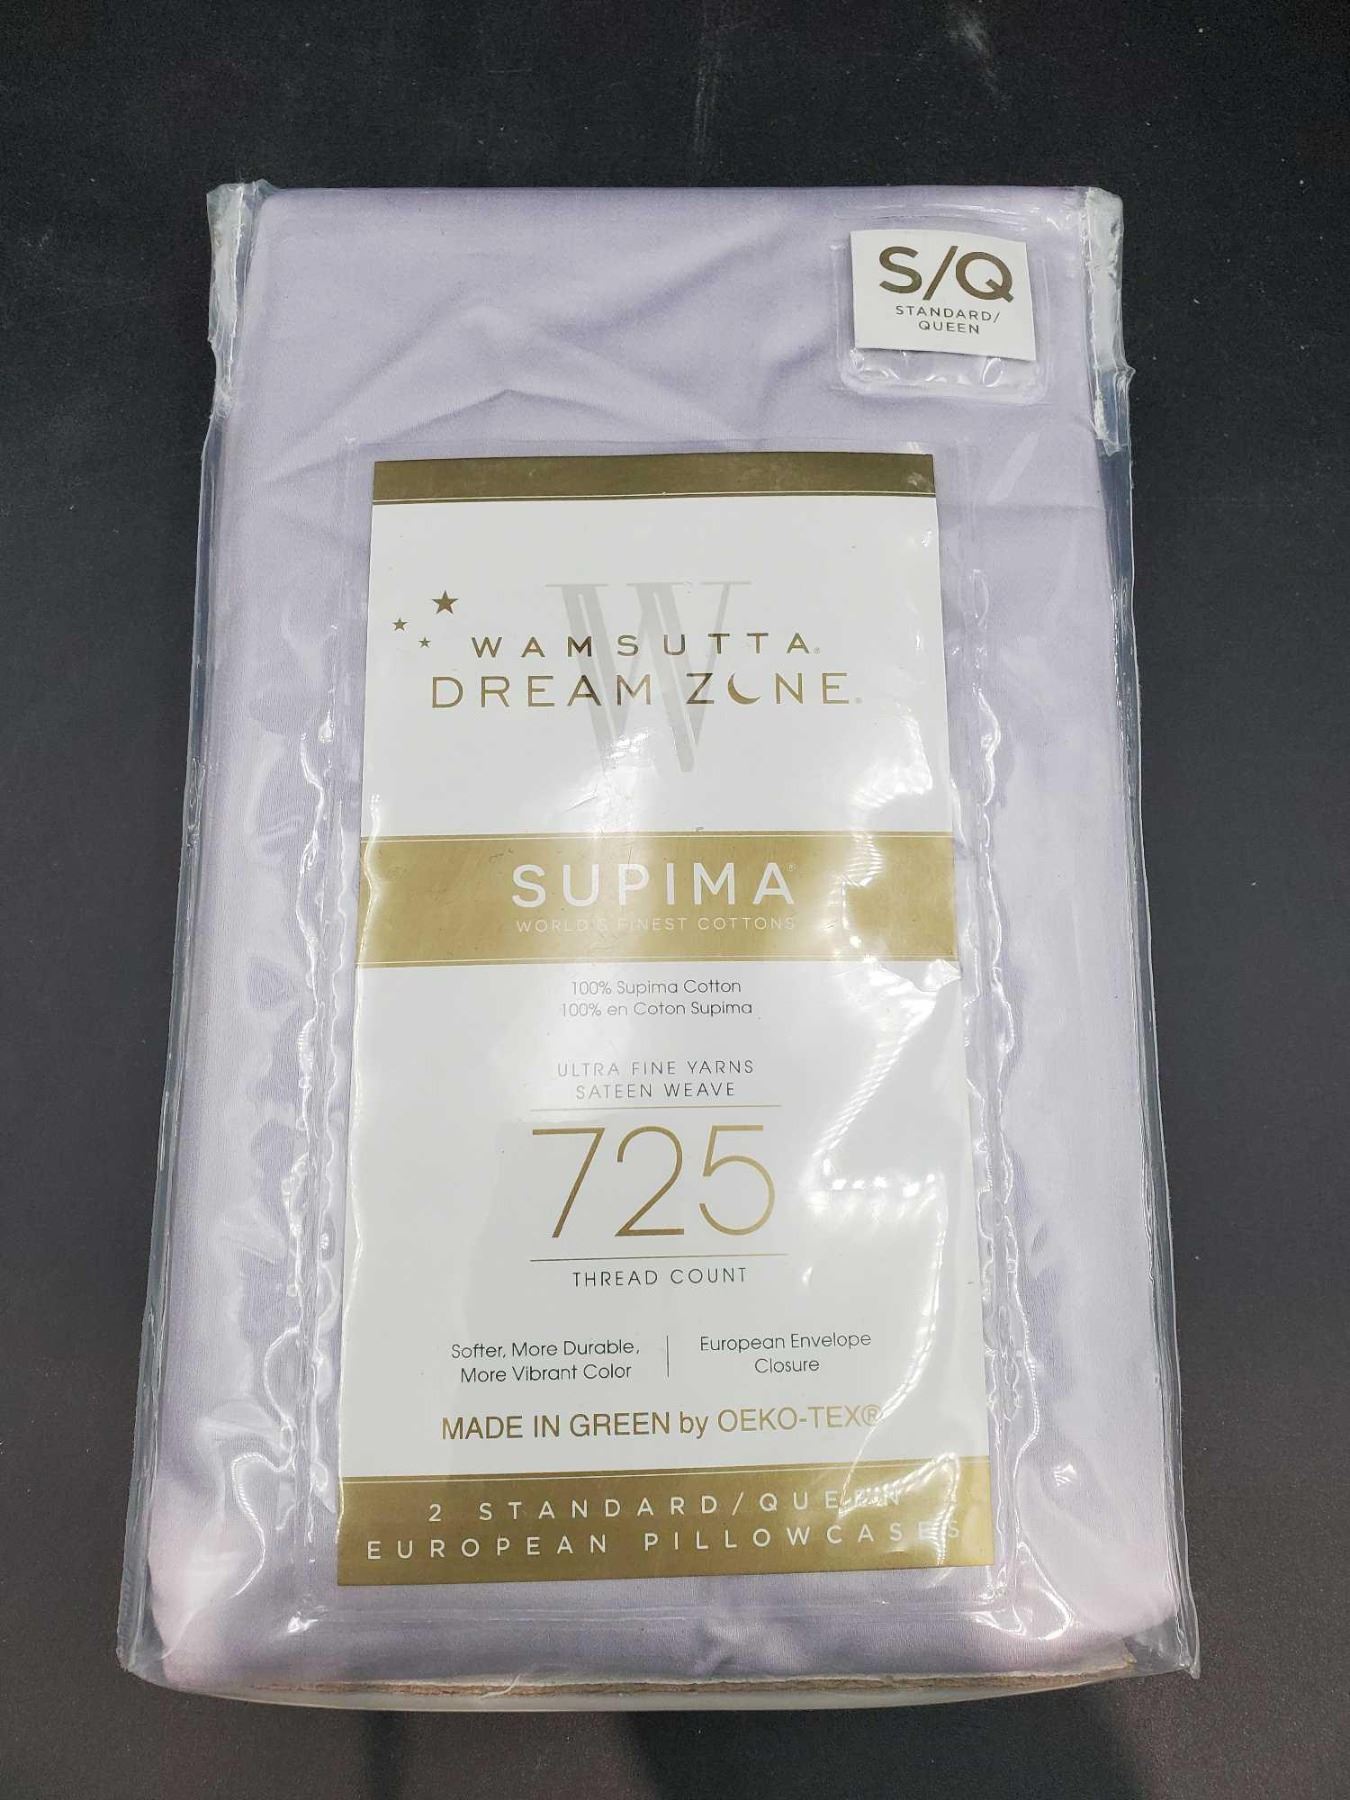 S/Q
STANDARD/
QUEEN
W
WAMSUTTA®
DREAM ZONE®
SUPIMA®
WORLD'S FINEST COTTONS
100% Supima Cotton
100% en Coton Supima
ULTRA FINE YARNS
SATEEN WEAVE
725
THREAD COUNT
Softer, More Durable,
More Vibrant Color
European Envelope
Closure
MADE IN GREEN by OEKO-TEX®
2 STANDARD/QUEEN
EUROPEAN PILLOWCASES